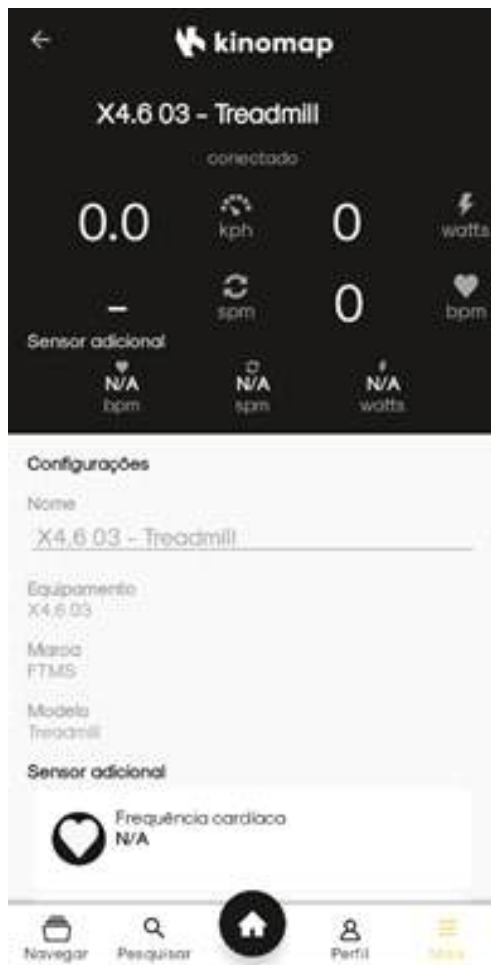 kinomap
X4.6 03 - Treadmill
conectado
0.0 kph 0 watts
- spm 0 bpm
Sensor adicional
N/A N/A N/A
bpm spm watts
Configurações
Nome
X4.6 03 - Treadmill
Equipamento
X4.6 03
Marca
FTMS
Modelo
Treadmill
Sensor adicional
Frequência cardíaca
N/A
Navegar Pesquisar Perfil Mais